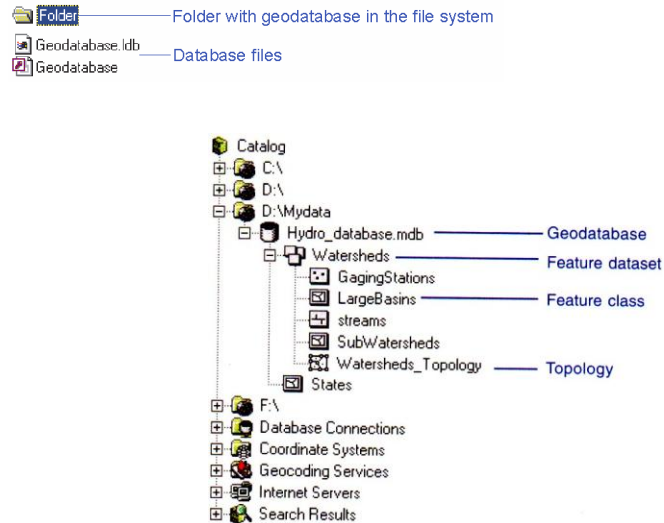 Folder Folder with geodatabase in the file system
Geodatabase.ldb
Database files
Geodatabase
Catalog
C:\
D:\
D:\Mydata
Hydro_database.mdb Geodatabase
Watersheds Feature dataset
GagingStations
LargeBasins Feature class
streams
SubWatersheds
Watersheds_Topology Topology
States
F:\
Database Connections
Coordinate Systems
Geocoding Services
Internet Servers
Search Results